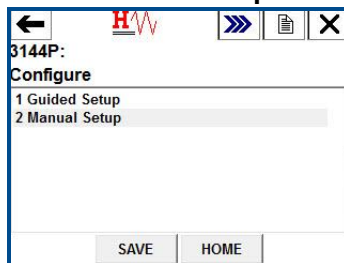 H
3144P:
Configure
1 Guided Setup
2 Manual Setup
SAVE HOME